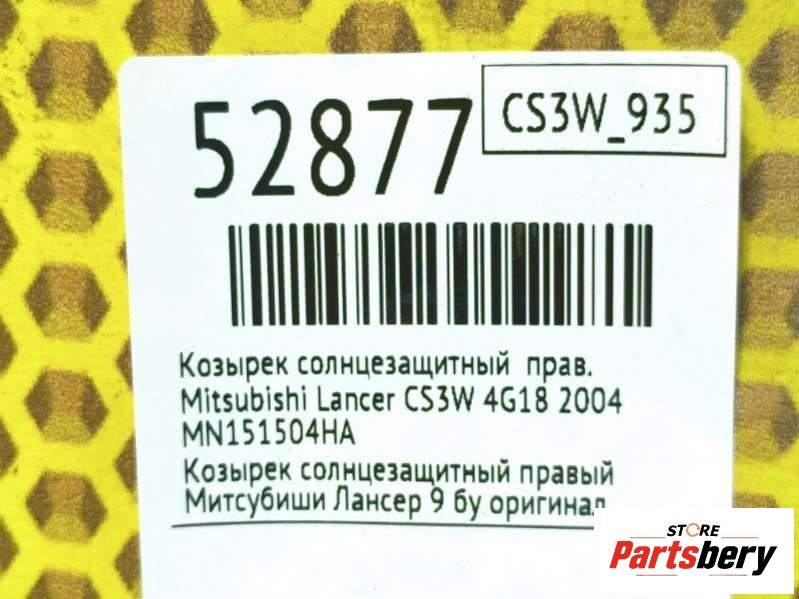 52877
CS3W_935
Козырек солнцезащитный прав.
Mitsubishi Lancer CS3W 4G18 2004
MN151504HA
Козырек солнцезащитный правый
Митсубиши Лансер 9 бу оригинал
STORE
Partsbery